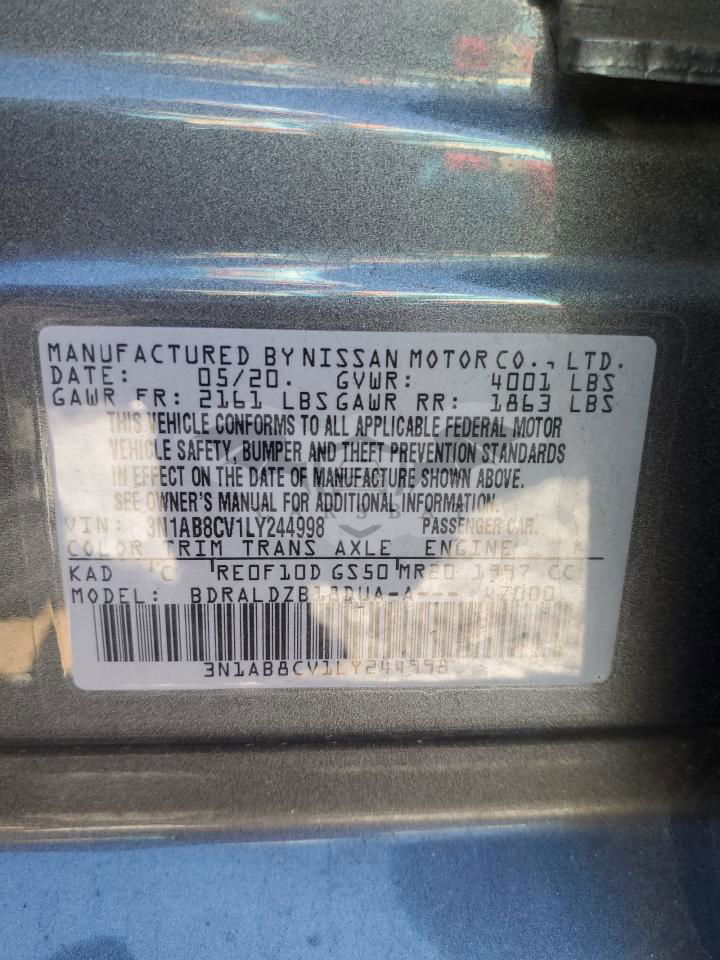 MANUFACTURED BY NISSAN MOTOR CO., LTD.
DATE: 05/20. GVWR: 4001 LBS
GAWR FR: 2161 LBS GAWR RR: 1863 LBS
THIS VEHICLE CONFORMS TO ALL APPLICABLE FEDERAL MOTOR
VEHICLE SAFETY, BUMPER AND THEFT PREVENTION STANDARDS
IN EFFECT ON THE DATE OF MANUFACTURE SHOWN ABOVE.
SEE OWNER'S MANUAL FOR ADDITIONAL INFORMATION.
VIN: 3N1AB8CV1LY244998 PASSENGER CAR.
COLOR TRIM TRANS AXLE ENGINE
KAD C RE0F10D GS50 MR20 1997 CC
MODEL: BDRALDZB18DUA-A--- 47000
3N1AB8CV1LY244998